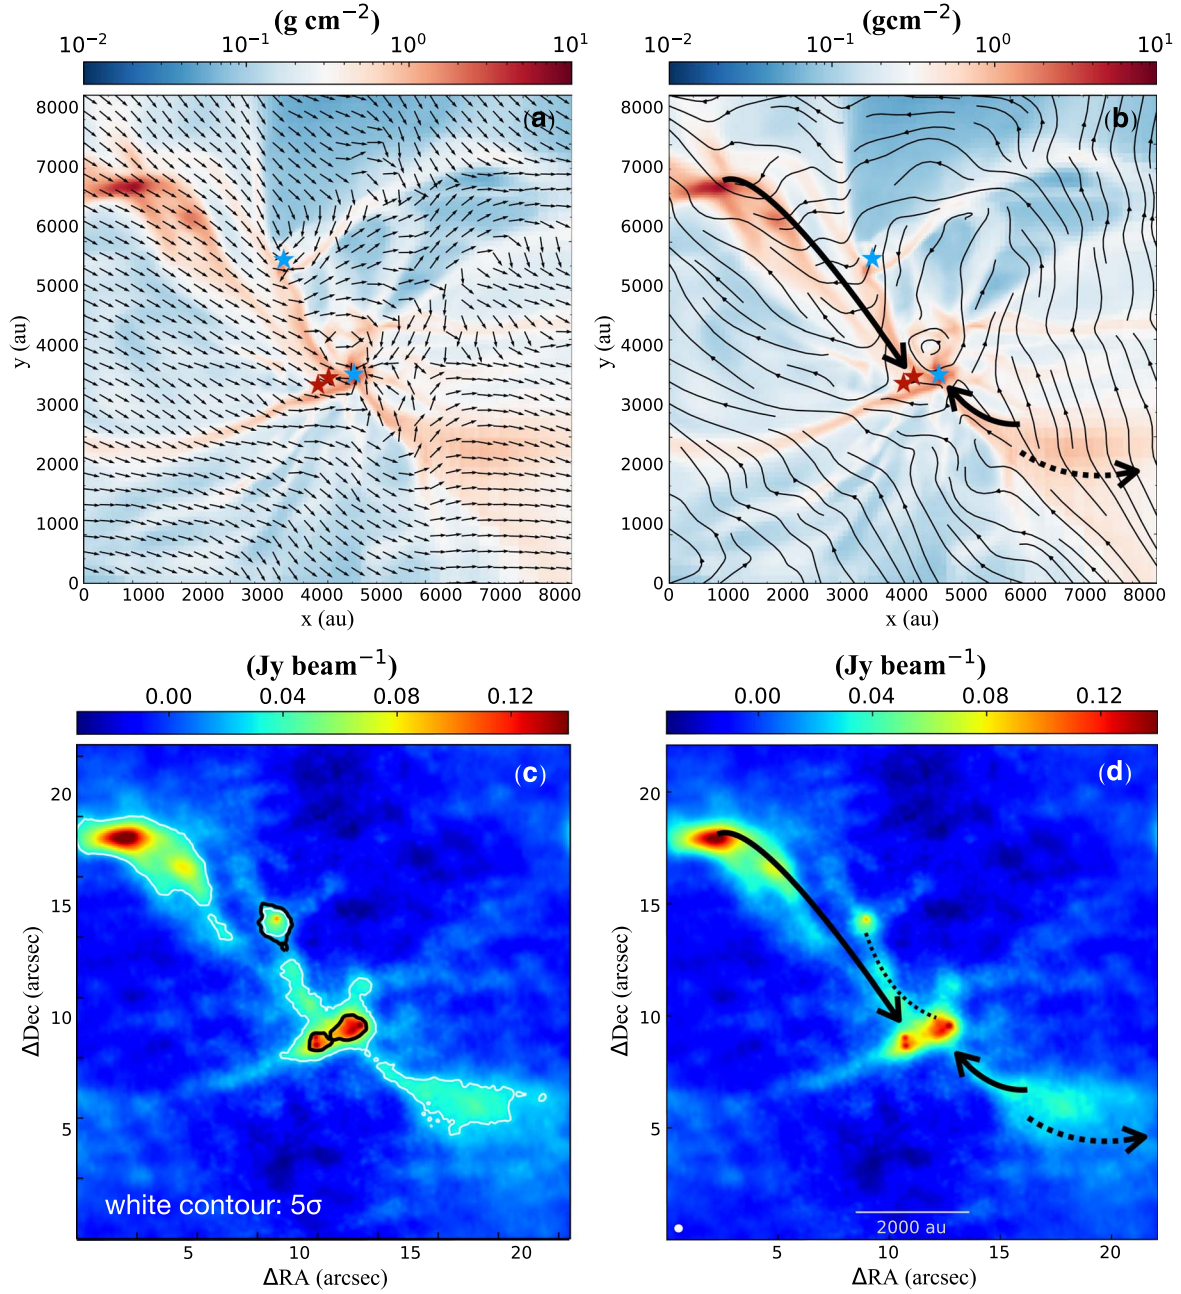 (g cm⁻²)
10⁻² 10⁻¹ 10⁰ 10¹
(a)
8000
7000
6000
5000
4000
3000
2000
1000
0
y (au)
0 1000 2000 3000 4000 5000 6000 7000 8000
x (au)
(gcm⁻²)
10⁻² 10⁻¹ 10⁰ 10¹
(b)
8000
7000
6000
5000
4000
3000
2000
1000
0
y (au)
0 1000 2000 3000 4000 5000 6000 7000 8000
x (au)
(Jy beam⁻¹)
0.00 0.04 0.08 0.12
(c)
20
15
10
5
ΔDec (arcsec)
white contour: 5σ
5 10 15 20
ΔRA (arcsec)
(Jy beam⁻¹)
0.00 0.04 0.08 0.12
(d)
20
15
10
5
ΔDec (arcsec)
2000 au
5 10 15 20
ΔRA (arcsec)